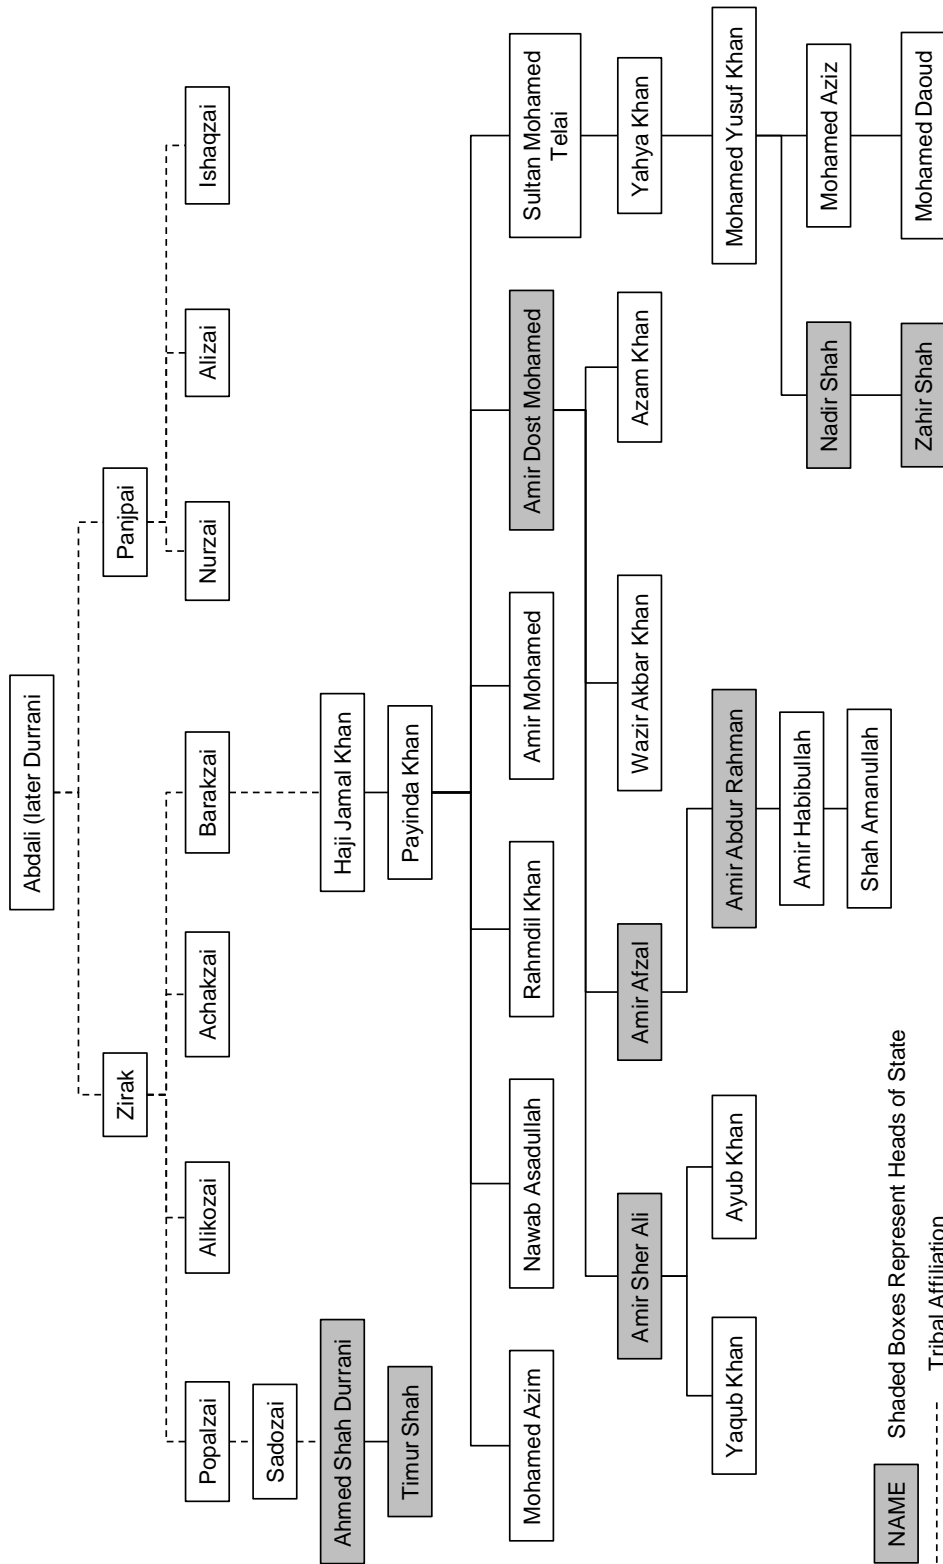 Abdali (later Durrani)
Zirak
Panjpai
Popalzai
Alikozai
Achakzai
Barakzai
Nurzai
Alizai
Ishaqzai
Sadozai
Ahmed Shah Durrani
Haji Jamal Khan
Timur Shah
Payinda Khan
Mohamed Azim
Nawab Asadullah
Rahmdil Khan
Amir Mohamed
Amir Dost Mohamed
Sultan Mohamed
Telai
Amir Sher Ali
Amir Afzal
Wazir Akbar Khan
Azam Khan
Yahya Khan
Yaqub Khan
Ayub Khan
Amir Abdur Rahman
Mohamed Yusuf Khan
Amir Habibullah
Nadir Shah
Mohamed Aziz
Shah Amanullah
Zahir Shah
Mohamed Daoud
NAME
Shaded Boxes Represent Heads of State
Tribal Affiliation